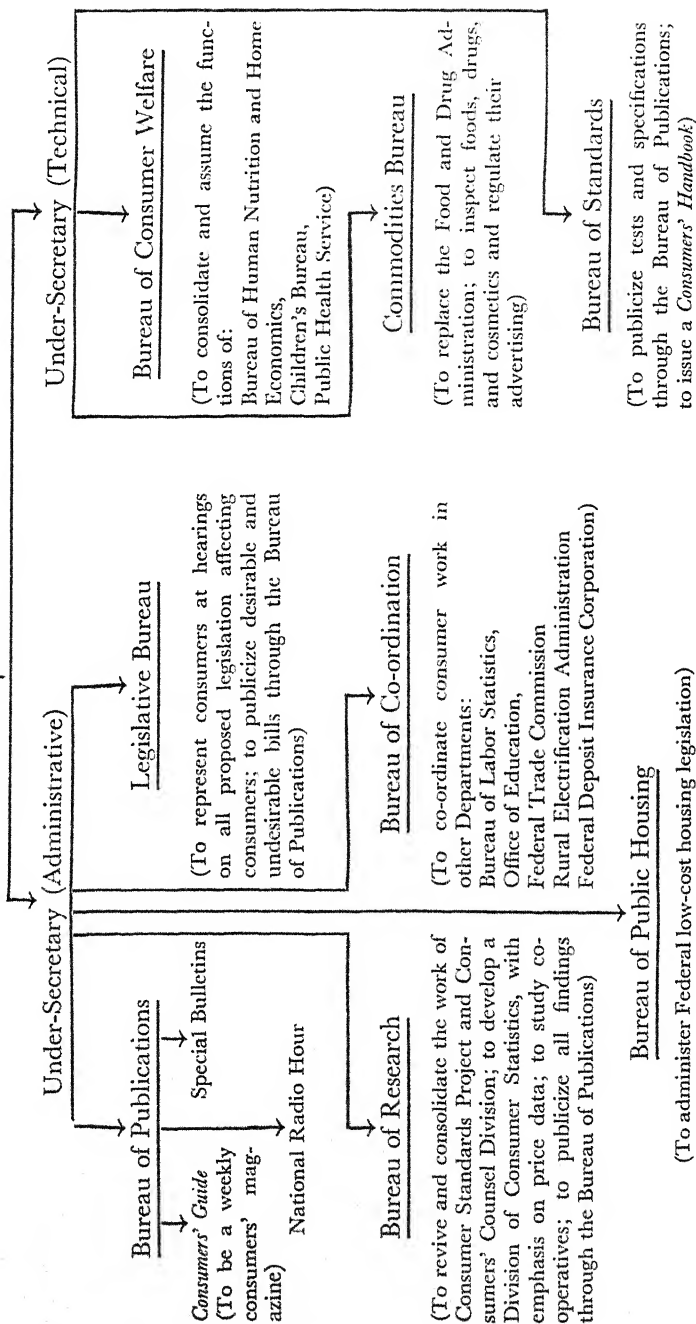 Under-Secretary (Administrative)
Bureau of Publications
Consumers' Guide
(To be a weekly
consumers' mag-
azine)
Special Bulletins
National Radio Hour
Legislative Bureau
(To represent consumers at hearings
on all proposed legislation affecting
consumers; to publicize desirable and
undesirable bills through the Bureau
of Publications)
Bureau of Research
(To revive and consolidate the work of
Consumer Standards Project and Con-
sumers' Counsel Division; to develop a
Division of Consumer Statistics, with
emphasis on price data; to study co-
operatives; to publicize all findings
through the Bureau of Publications)
Bureau of Co-ordination
(To co-ordinate consumer work in
other Departments:
Bureau of Labor Statistics,
Office of Education,
Federal Trade Commission
Rural Electrification Administration
Federal Deposit Insurance Corporation)
Bureau of Public Housing
(To administer Federal low-cost housing legislation)
Under-Secretary (Technical)
Bureau of Consumer Welfare
(To consolidate and assume the func-
tions of:
Bureau of Human Nutrition and Home
Economics,
Children's Bureau,
Public Health Service)
Commodities Bureau
(To replace the Food and Drug Ad-
ministration; to inspect foods, drugs,
and cosmetics and regulate their
advertising)
Bureau of Standards
(To publicize tests and specifications
through the Bureau of Publications;
to issue a Consumers' Handbook)